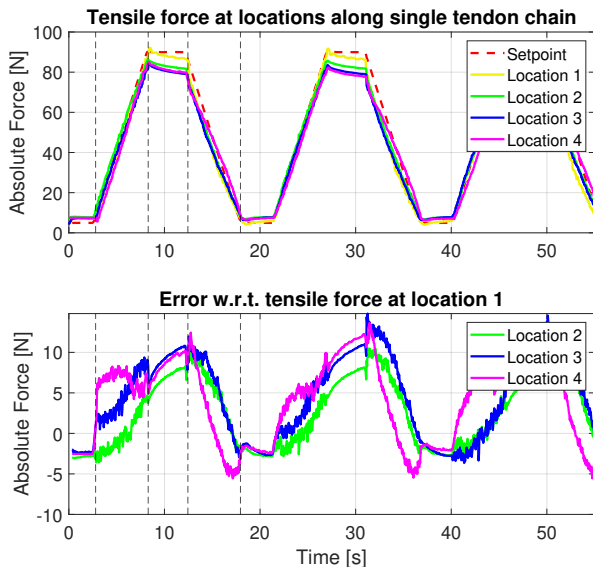 Tensile force at locations along single tendon chain
Absolute Force [N]
100
80
60
40
20
0
0
10
20
30
40
50
Setpoint
Location 1
Location 2
Location 3
Location 4
Error w.r.t. tensile force at location 1
Absolute Force [N]
10
5
0
-5
-10
0
10
20
30
40
50
Location 2
Location 3
Location 4
Time [s]